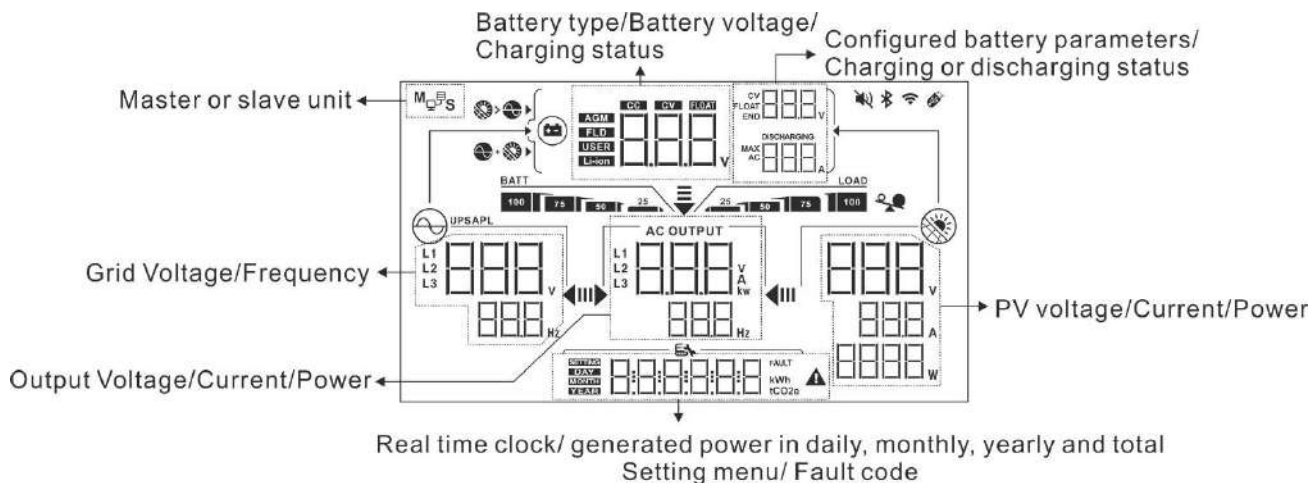 Battery type/Battery voltage/
Charging status
Configured battery parameters/
Charging or discharging status
Master or slave unit
M S
CC CV FLOAT
AGM
FLD
USER
Li-ion
V
CV
FLOAT
END
V
DISCHARGING
MAX
AC
A
BATT
LOAD
100 75 50 25
25 50 75 100
UPSAPL
AC OUTPUT
L1
L2
L3
V
Hz
L1
L2
L3
V
A
kw
Hz
V
A
W
Grid Voltage/Frequency
PV voltage/Current/Power
Output Voltage/Current/Power
SETTING
DAY
MONTH
YEAR
FAULT
kWh
tCO2e
Real time clock/ generated power in daily, monthly, yearly and total
Setting menu/ Fault code